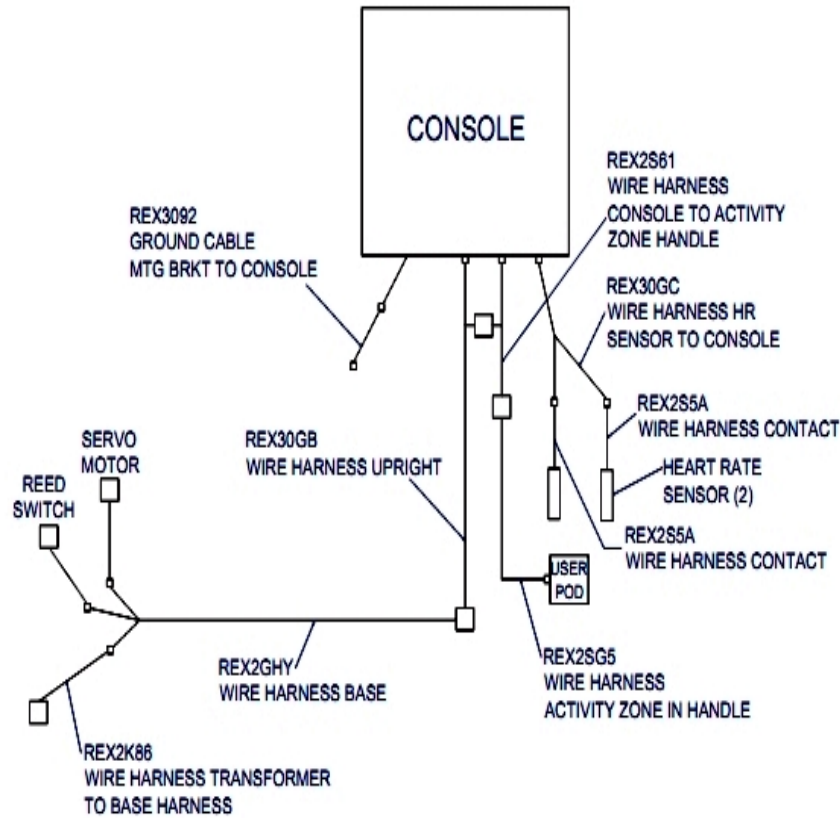 CONSOLE
REX2S61
WIRE HARNESS
CONSOLE TO ACTIVITY
ZONE HANDLE
REX3092
GROUND CABLE
MTG BRKT TO CONSOLE
REX30GC
WIRE HARNESS HR
SENSOR TO CONSOLE
REX2S5A
WIRE HARNESS CONTACT
HEART RATE
SENSOR (2)
REX2S5A
WIRE HARNESS CONTACT
REX30GB
WIRE HARNESS UPRIGHT
SERVO
MOTOR
REED
SWITCH
USER
POD
REX2GHY
WIRE HARNESS BASE
REX2SG5
WIRE HARNESS
ACTIVITY ZONE IN HANDLE
REX2K86
WIRE HARNESS TRANSFORMER
TO BASE HARNESS